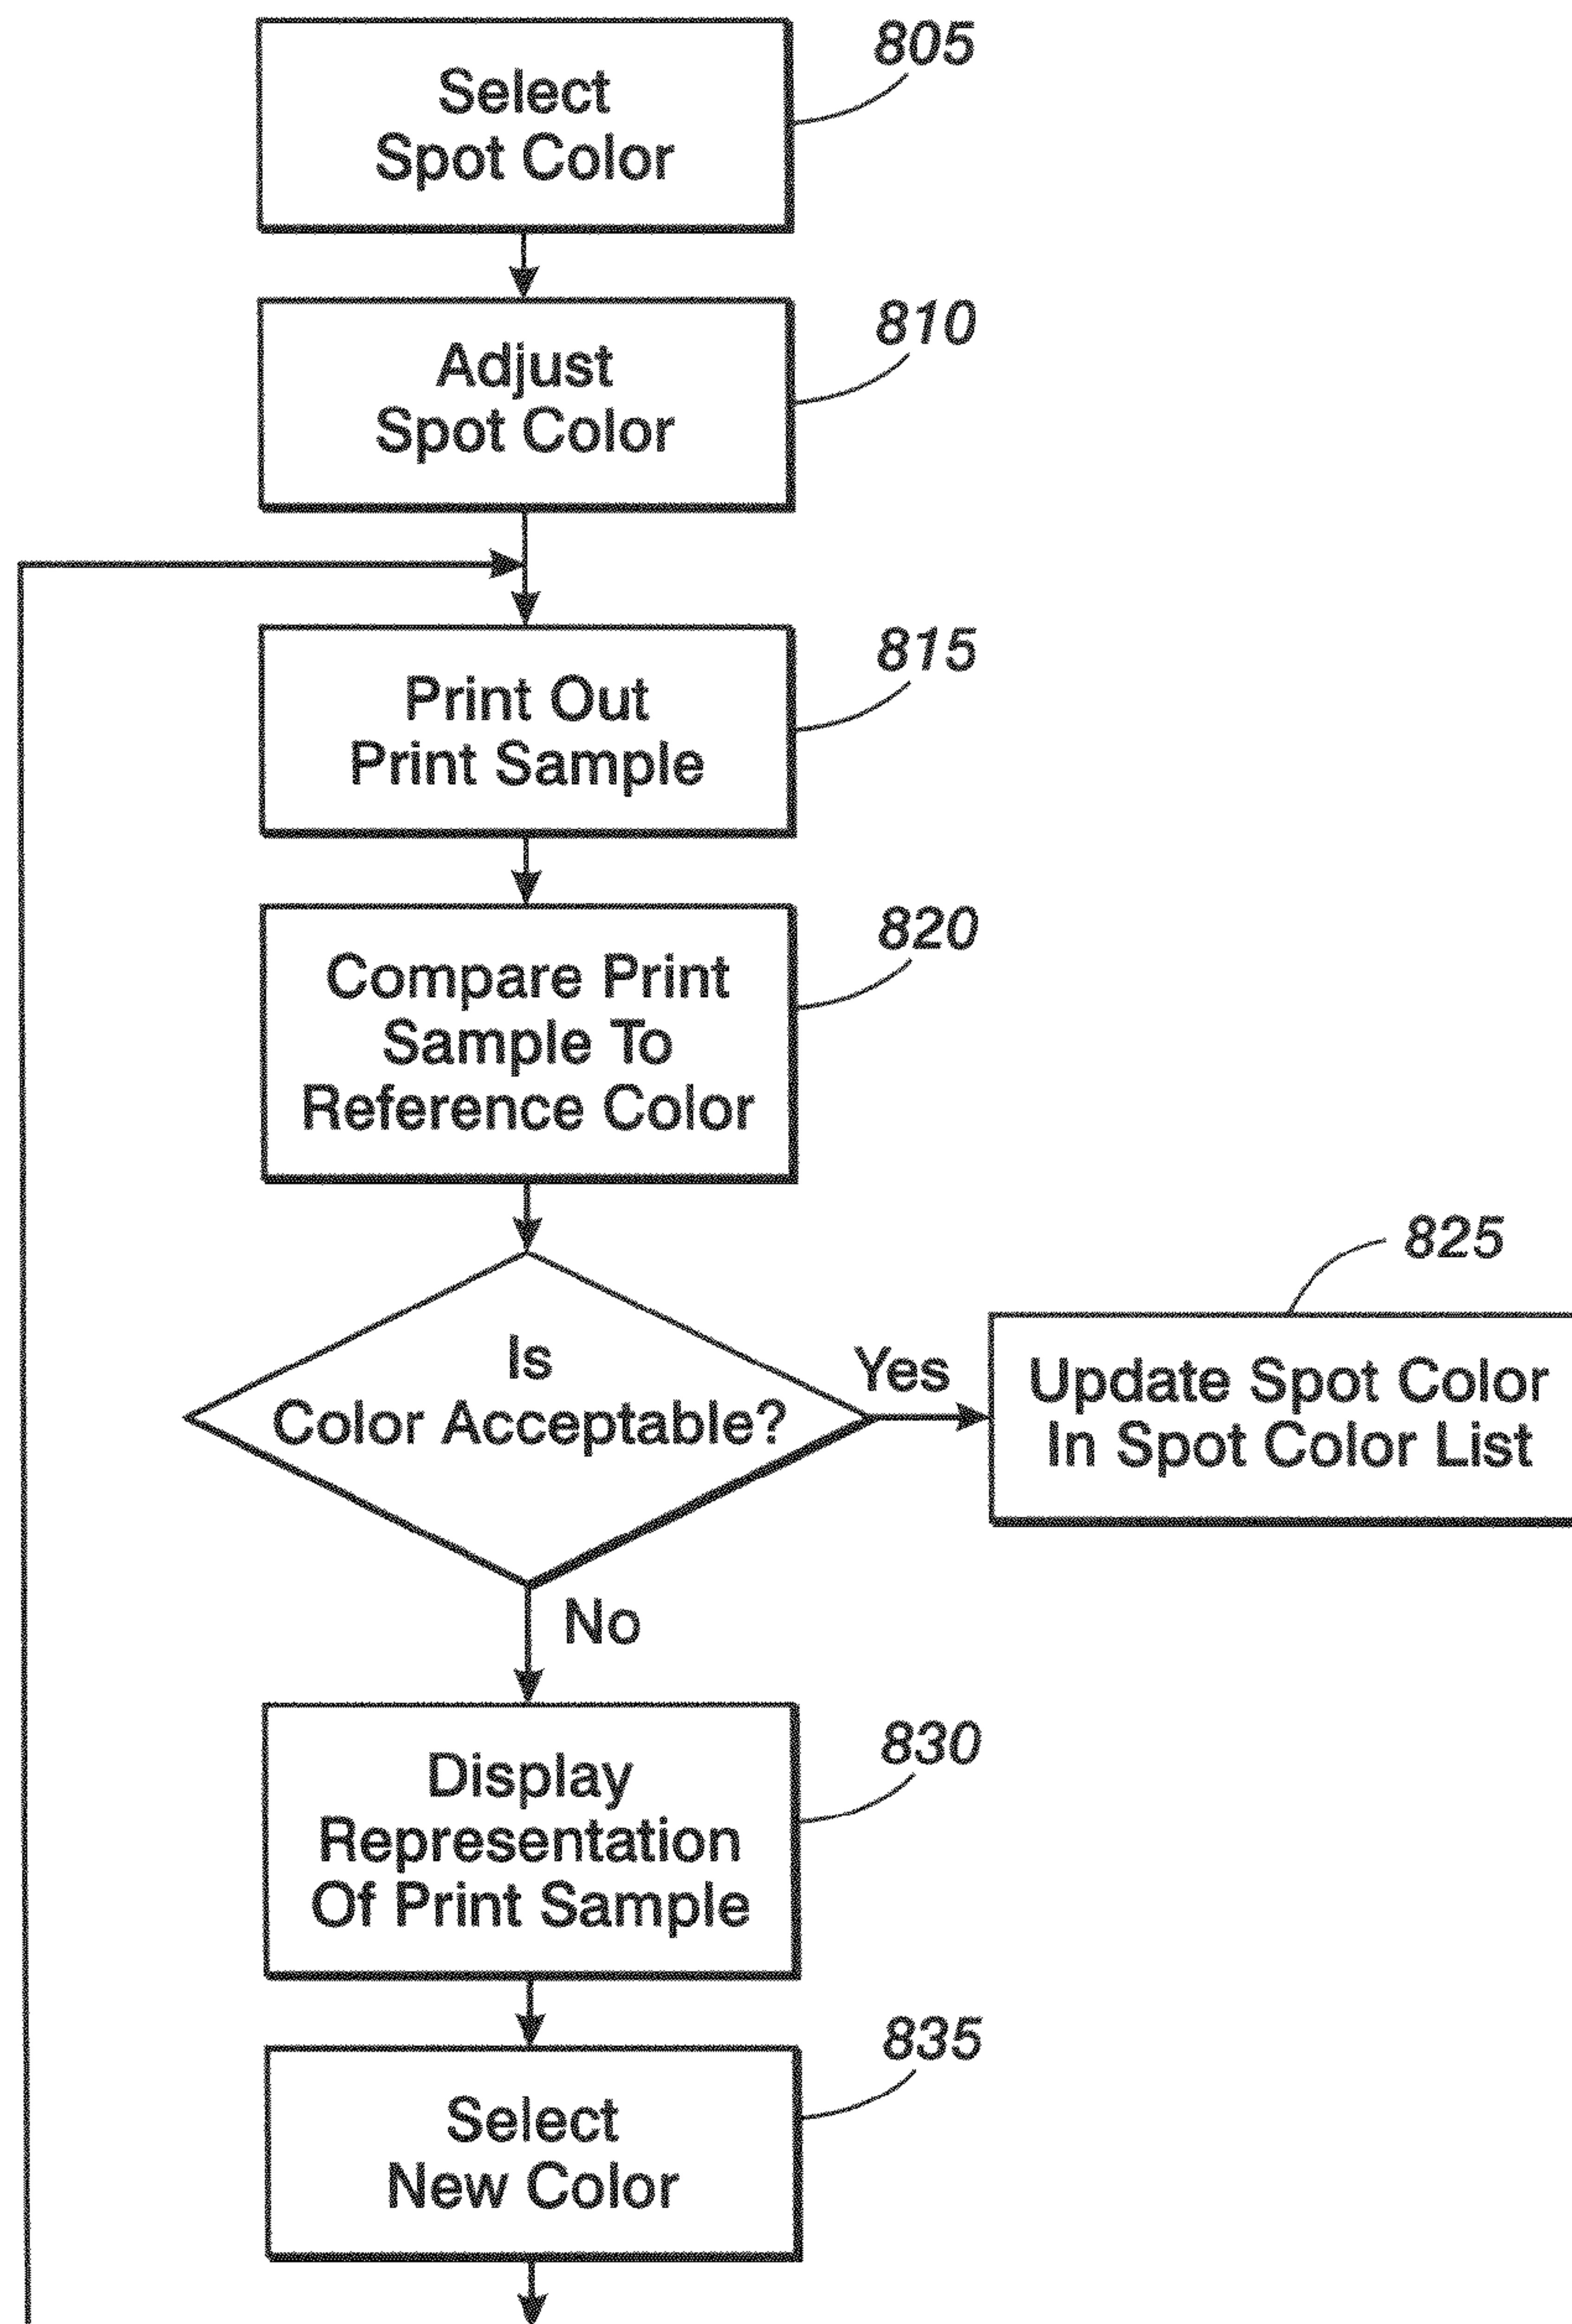 805
Select
Spot Color
810
Adjust
Spot Color
815
Print Out
Print Sample
820
Compare Print
Sample To
Reference Color
825
Is
Color Acceptable?
Yes
Update Spot Color
In Spot Color List
No
830
Display
Representation
Of Print Sample
835
Select
New Color